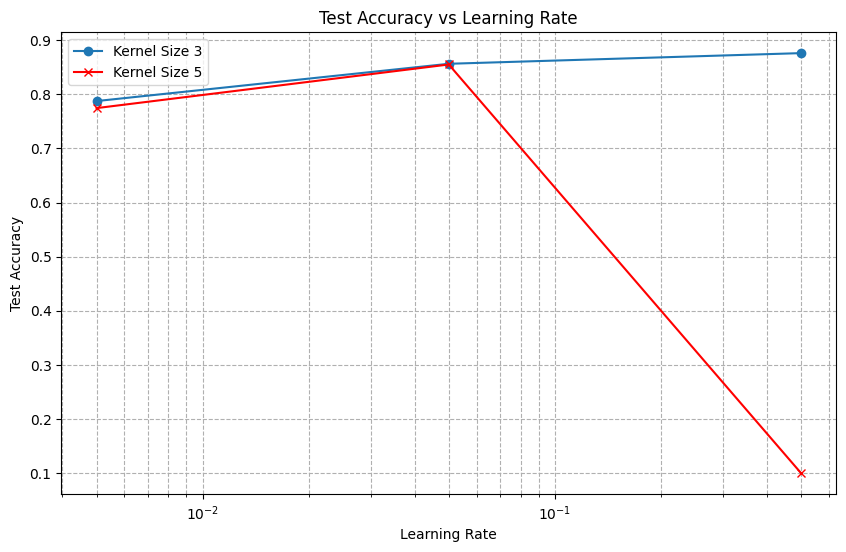 Test Accuracy vs Learning Rate
Kernel Size 3
Kernel Size 5
Test Accuracy
0.9
0.8
0.7
0.6
0.5
0.4
0.3
0.2
0.1
10⁻²
10⁻¹
Learning Rate